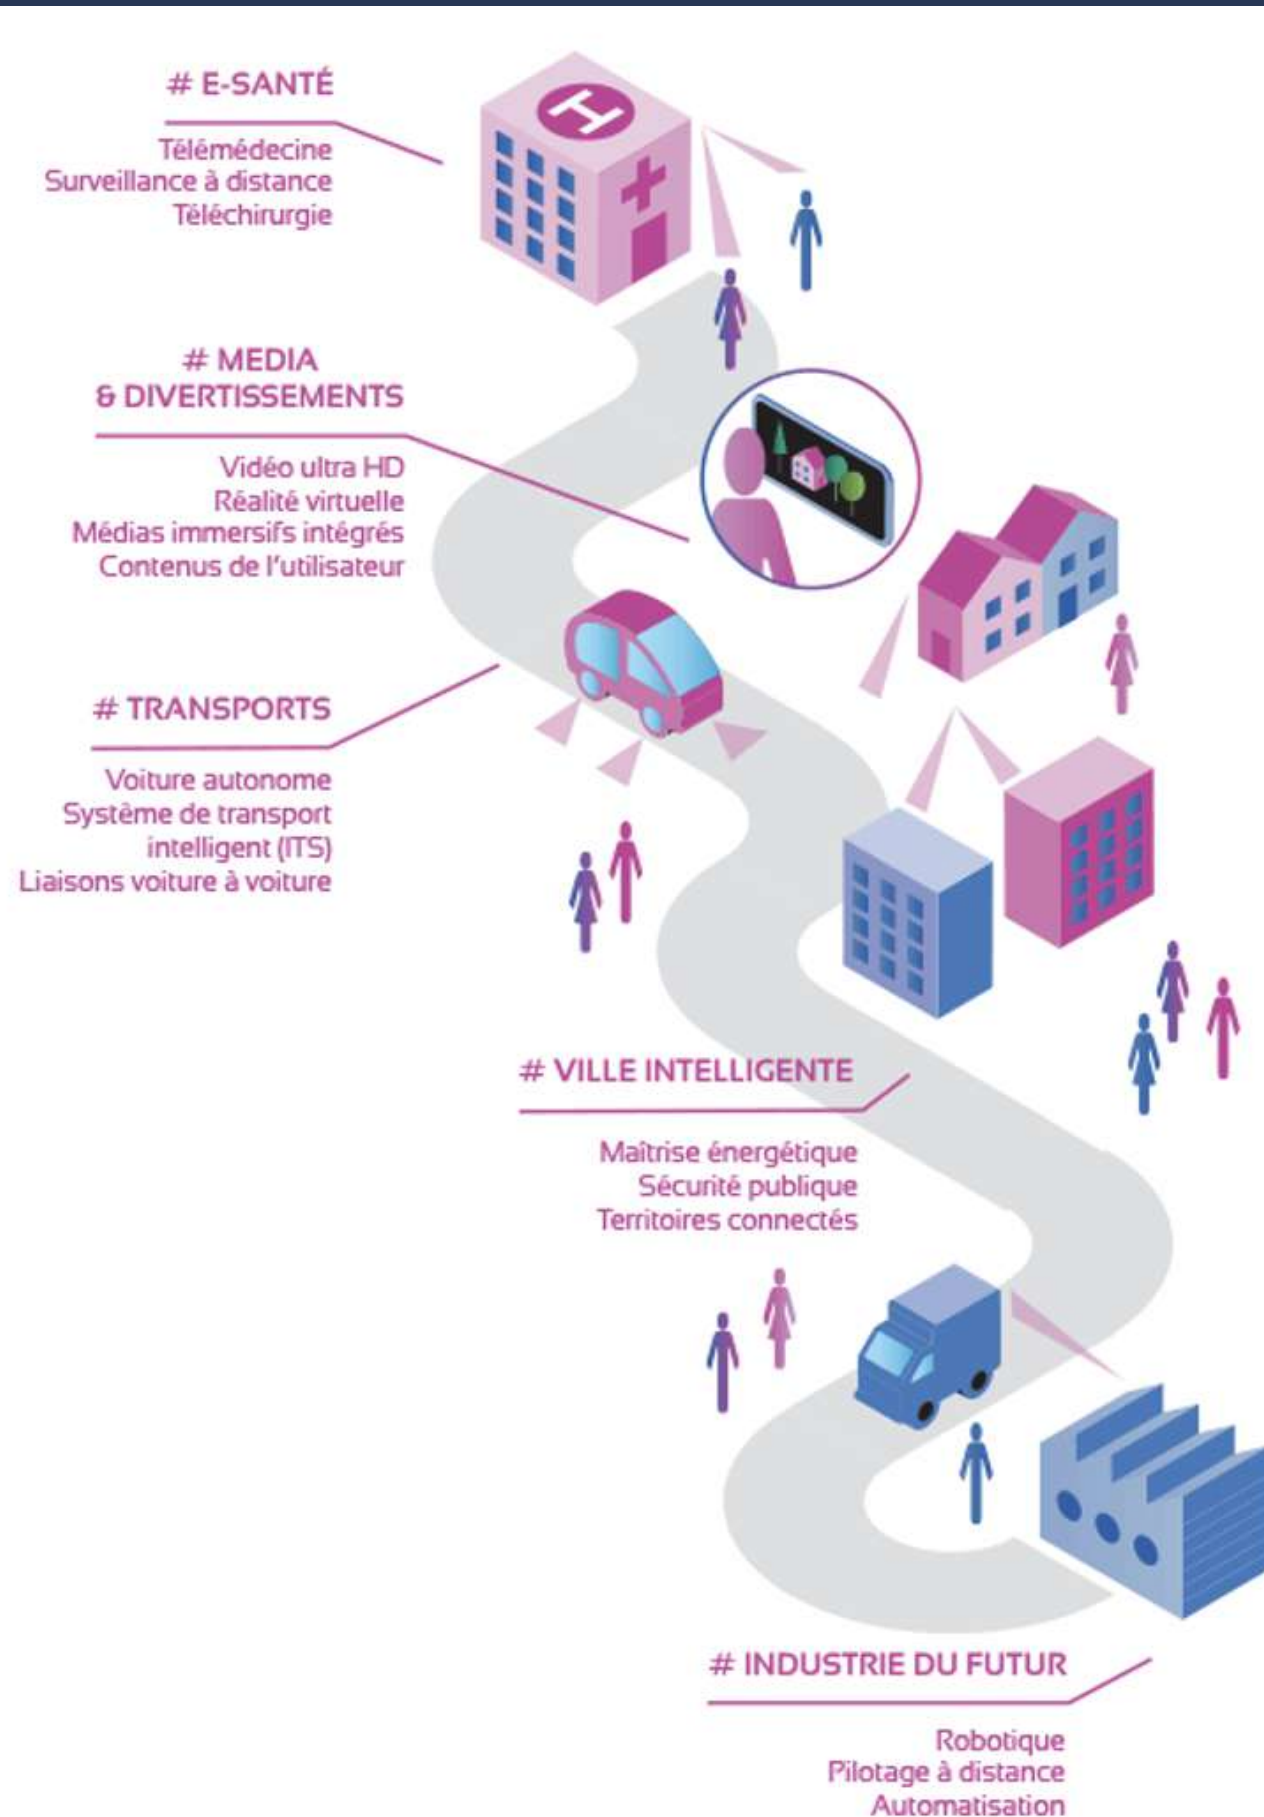 # E-SANTÉ
Télémédecine
Surveillance à distance
Téléchirurgie
# MEDIA
& DIVERTISSEMENTS
Vidéo ultra HD
Réalité virtuelle
Médias immersifs intégrés
Contenus de l'utilisateur
# TRANSPORTS
Voiture autonome
Système de transport
intelligent (ITS)
Liaisons voiture à voiture
# VILLE INTELLIGENTE
Maîtrise énergétique
Sécurité publique
Territoires connectés
# INDUSTRIE DU FUTUR
Robotique
Pilotage à distance
Automatisation
H